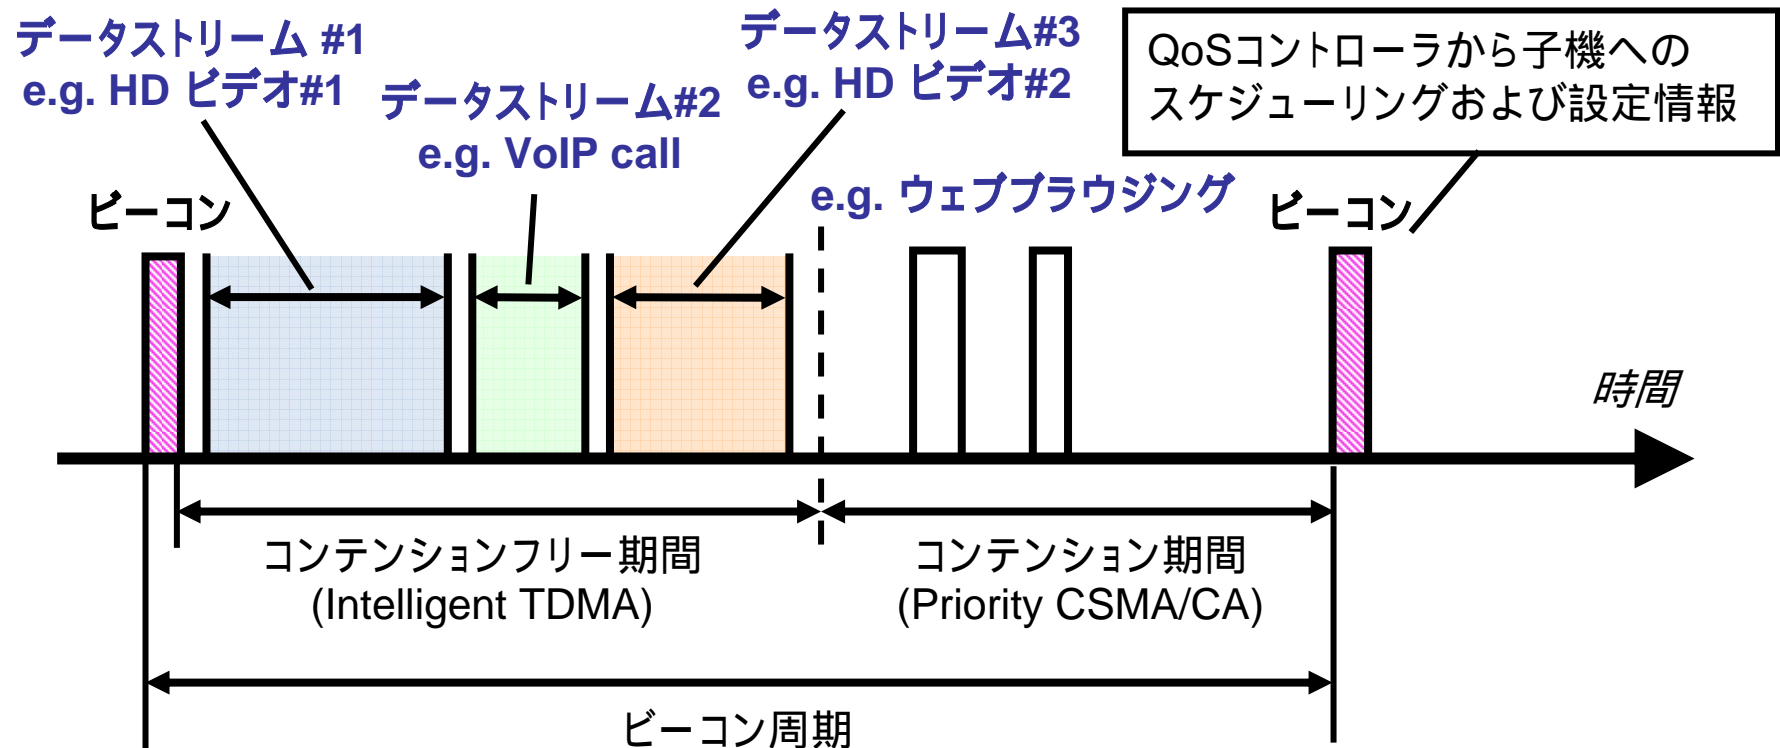 データストリーム #1
e.g. HD ビデオ#1
データストリーム#2
e.g. VoIP call
データストリーム#3
e.g. HD ビデオ#2
QoSコントローラから子機への
スケジューリングおよび設定情報
ビーコン
e.g. ウェブブラウジング
ビーコン
時間
コンテンションフリー期間
(Intelligent TDMA)
コンテンション期間
(Priority CSMA/CA)
ビーコン周期